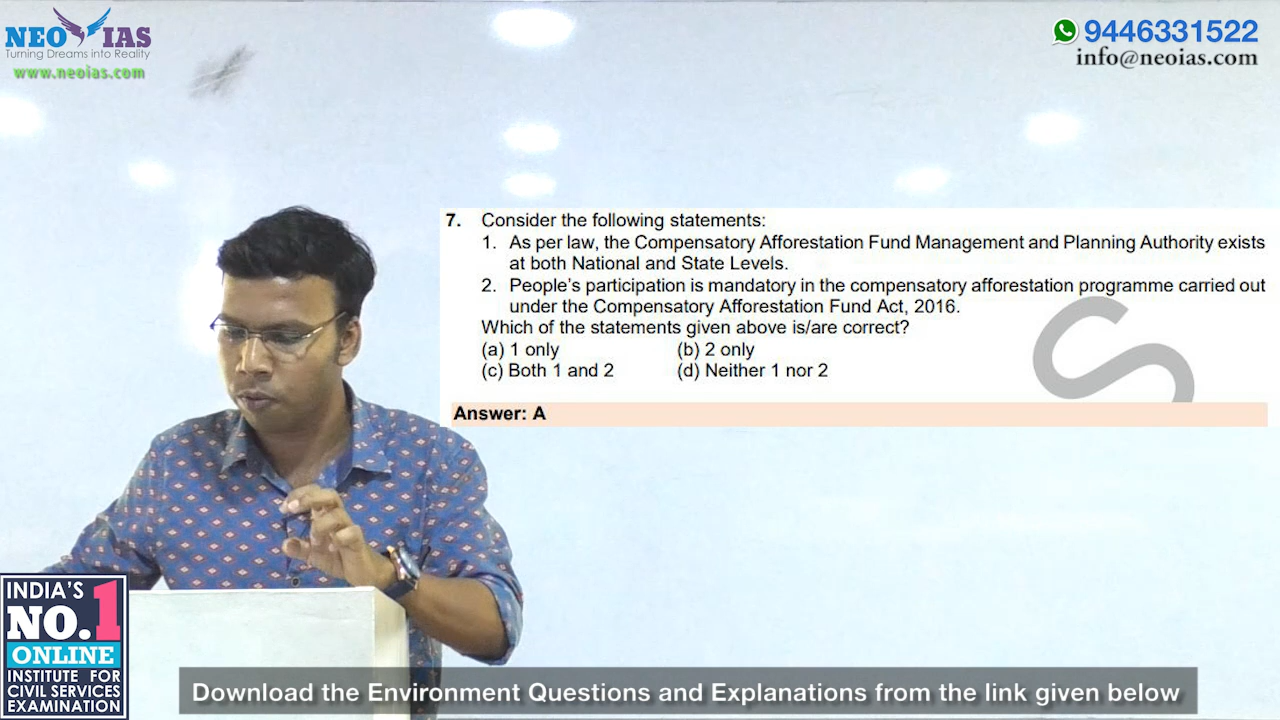 NEO IAS
Turning Dreams into Reality
www.neoias.com
9446331522
info@neoias.com
7. Consider the following statements:
1. As per law, the Compensatory Afforestation Fund Management and Planning Authority exists
at both National and State Levels.
2. People's participation is mandatory in the compensatory afforestation programme carried out
under the Compensatory Afforestation Fund Act, 2016.
Which of the statements given above is/are correct?
(a) 1 only (b) 2 only
(c) Both 1 and 2 (d) Neither 1 nor 2
S
Answer: A
INDIA'S
NO.1
ONLINE
INSTITUTE FOR
CIVIL SERVICES
EXAMINATION
Download the Environment Questions and Explanations from the link given below